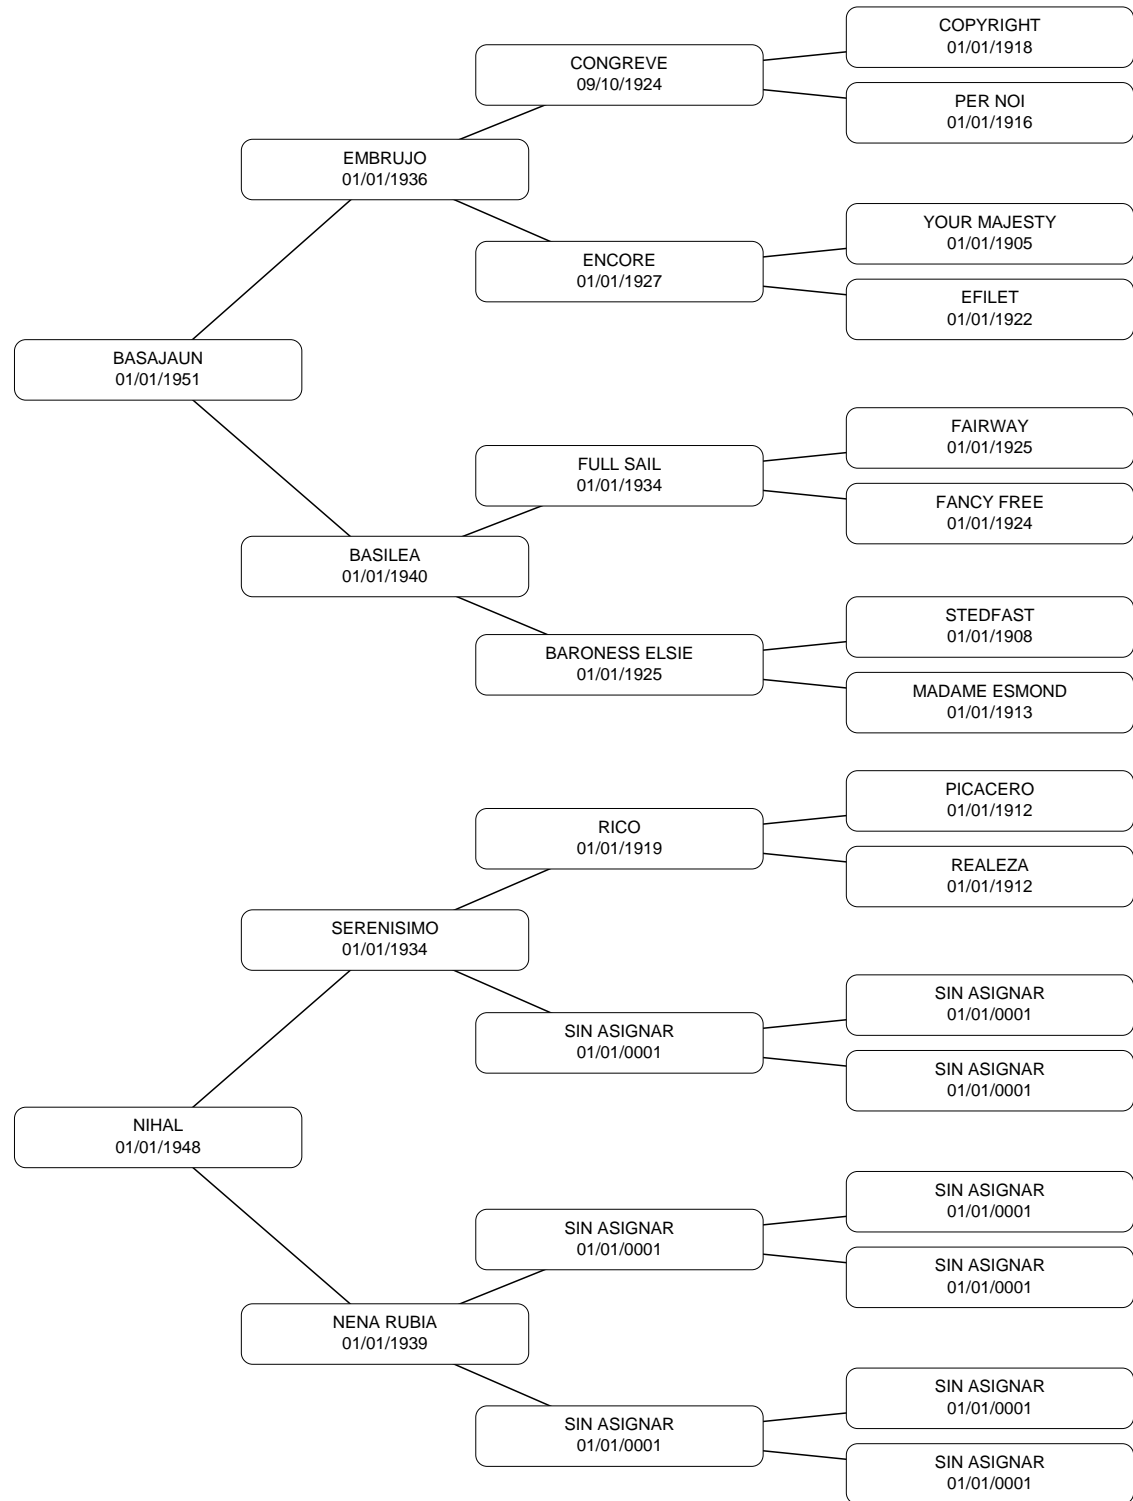 COPYRIGHT
01/01/1918
CONGREVE
09/10/1924
PER NOI
01/01/1916
EMBRUJO
01/01/1936
YOUR MAJESTY
01/01/1905
ENCORE
01/01/1927
EFILET
01/01/1922
BASAJAUN
01/01/1951
FAIRWAY
01/01/1925
FULL SAIL
01/01/1934
FANCY FREE
01/01/1924
BASILEA
01/01/1940
STEDFAST
01/01/1908
BARONESS ELSIE
01/01/1925
MADAME ESMOND
01/01/1913
PICACERO
01/01/1912
RICO
01/01/1919
REALEZA
01/01/1912
SERENISIMO
01/01/1934
SIN ASIGNAR
01/01/0001
SIN ASIGNAR
01/01/0001
SIN ASIGNAR
01/01/0001
NIHAL
01/01/1948
SIN ASIGNAR
01/01/0001
SIN ASIGNAR
01/01/0001
SIN ASIGNAR
01/01/0001
NENA RUBIA
01/01/1939
SIN ASIGNAR
01/01/0001
SIN ASIGNAR
01/01/0001
SIN ASIGNAR
01/01/0001